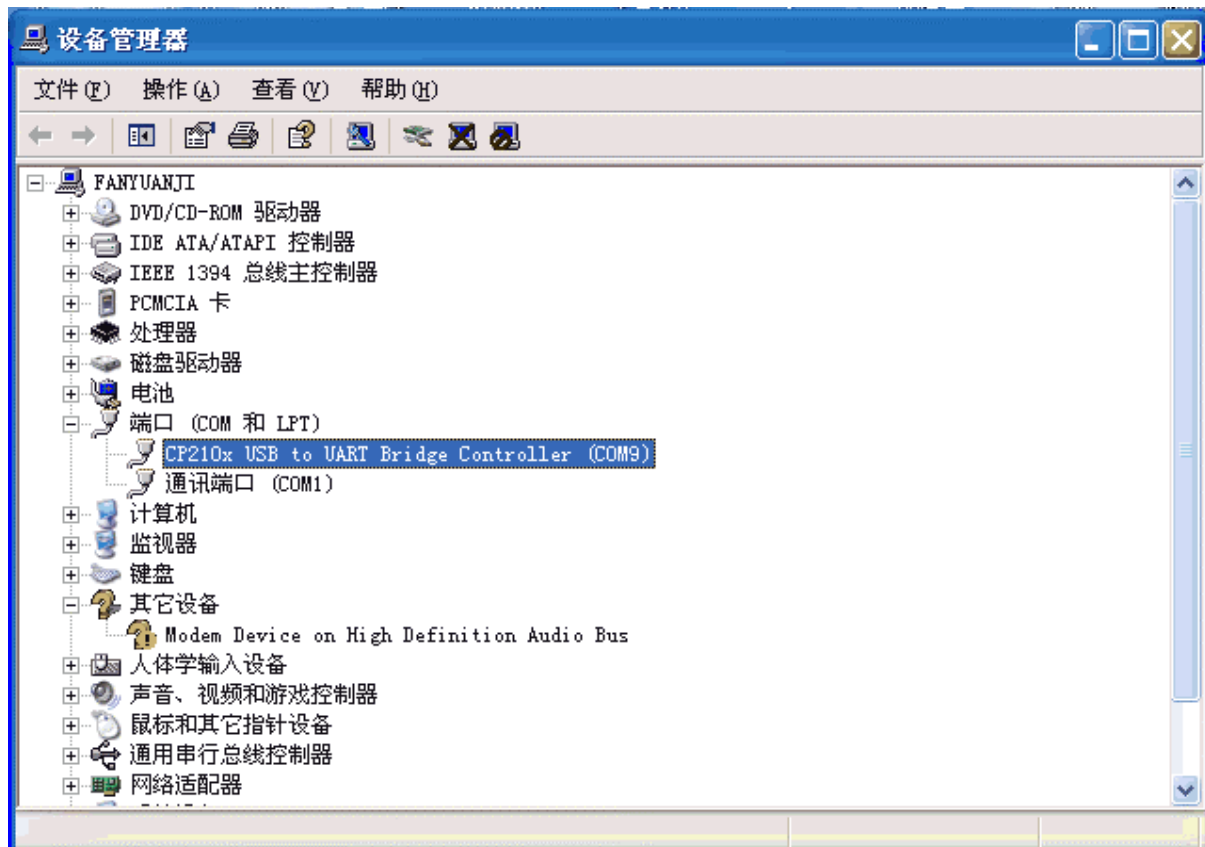 设备管理器
文件(F) 操作(A) 查看(V) 帮助(H)
FANYUANJI
DVD/CD-ROM 驱动器
IDE ATA/ATAPI 控制器
IEEE 1394 总线主控制器
PCMCIA 卡
处理器
磁盘驱动器
电池
端口 (COM 和 LPT)
CP210x USB to UART Bridge Controller (COM9)
通讯端口 (COM1)
计算机
监视器
键盘
其它设备
Modem Device on High Definition Audio Bus
人体学输入设备
声音、视频和游戏控制器
鼠标和其它指针设备
通用串行总线控制器
网络适配器